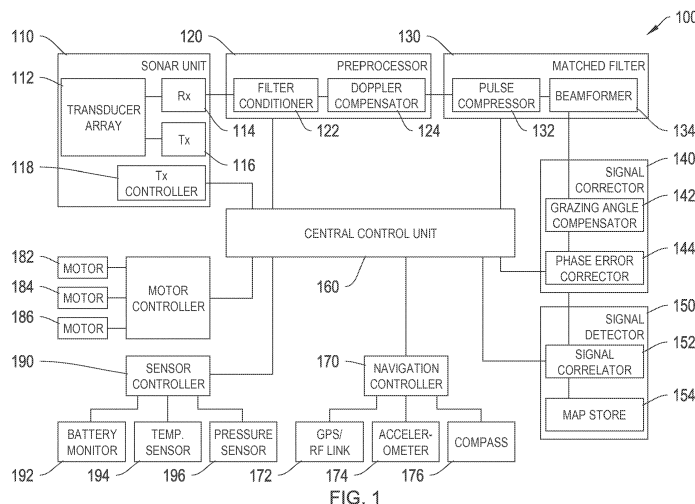 100
110
120
130
SONAR UNIT
PREPROCESSOR
MATCHED FILTER
112
TRANSDUCER
ARRAY
Rx
114
Tx
116
118
Tx
CONTROLLER
FILTER
CONDITIONER
122
DOPPLER
COMPENSATOR
124
PULSE
COMPRESSOR
132
BEAMFORMER
134
SIGNAL
CORRECTOR
140
GRAZING ANGLE
COMPENSATOR
142
PHASE ERROR
CORRECTOR
144
CENTRAL CONTROL UNIT
160
182
MOTOR
184
MOTOR
186
MOTOR
MOTOR
CONTROLLER
SIGNAL
DETECTOR
150
SIGNAL
CORRELATOR
152
MAP STORE
154
190
SENSOR
CONTROLLER
170
NAVIGATION
CONTROLLER
BATTERY
MONITOR
192
TEMP.
SENSOR
194
PRESSURE
SENSOR
196
GPS/
RF LINK
172
ACCELER-
OMETER
174
COMPASS
176
FIG. 1